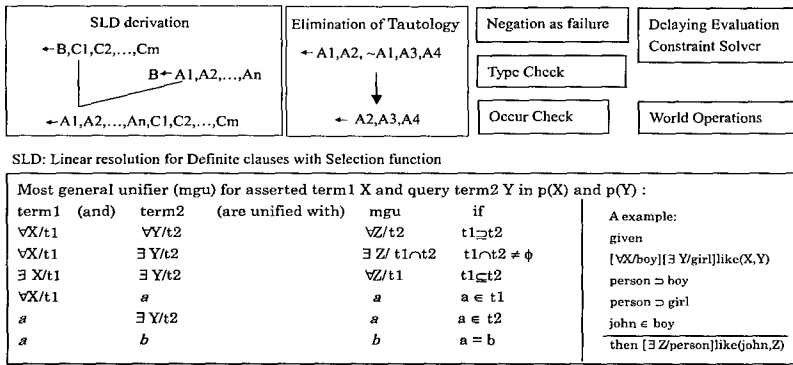 SLD derivation
←B,C1,C2,...,Cm
B←A1,A2,...,An
←A1,A2,...,An,C1,C2,...,Cm
Elimination of Tautology
← A1,A2, ~A1,A3,A4
← A2,A3,A4
Negation as failure
Type Check
Occur Check
Delaying Evaluation
Constraint Solver
World Operations
SLD: Linear resolution for Definite clauses with Selection function
Most general unifier (mgu) for asserted term1 X and query term2 Y in p(X) and p(Y) :
term1 (and) term2 (are unified with) mgu if
∀X/t1 ∀Y/t2 ∀Z/t2 t1⊇t2
∀X/t1 ∃Y/t2 ∃ Z/ t1∩t2 t1∩t2 ≠ ϕ
∃ X/t1 ∃ Y/t2 ∀Z/t1 t1⊆t2
∀X/t1 a a a ∈ t1
a ∃ Y/t2 a a ∈ t2
a b b a = b
A example:
given
[∀X/boy][∃ Y/girl]like(X,Y)
person ⊃ boy
person ⊃ girl
john ∈ boy
then [∃ Z/person]like(john,Z)